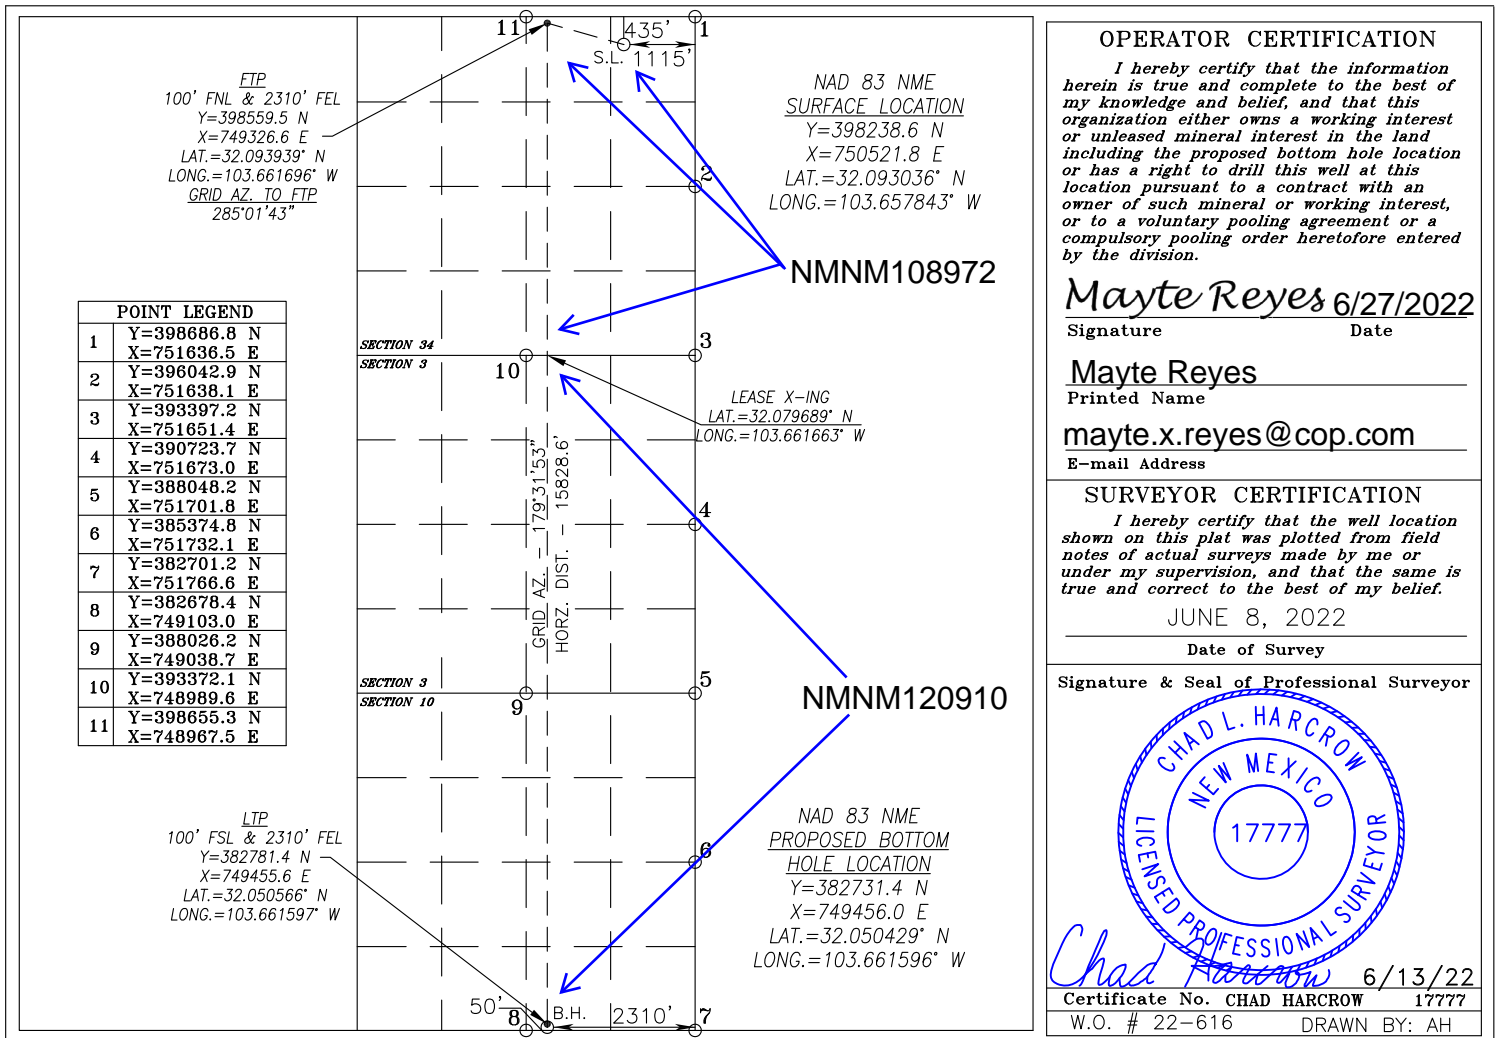 11
435'
1
S.L.
1115'
FTP
100' FNL & 2310' FEL
Y=398559.5 N
X=749326.6 E
LAT.=32.093939° N
LONG.=103.661696° W
GRID AZ. TO FTP
285°01'43"
NAD 83 NME
SURFACE LOCATION
Y=398238.6 N
X=750521.8 E
LAT.=32.093036° N
LONG.=103.657843° W
2
NMNM108972
POINT LEGEND
1 Y=398686.8 N
X=751636.5 E
2 Y=396042.9 N
X=751638.1 E
3 Y=393397.2 N
X=751651.4 E
4 Y=390723.7 N
X=751673.0 E
5 Y=388048.2 N
X=751701.8 E
6 Y=385374.8 N
X=751732.1 E
7 Y=382701.2 N
X=751766.6 E
8 Y=382678.4 N
X=749103.0 E
9 Y=388026.2 N
X=749038.7 E
10 Y=393372.1 N
X=748989.6 E
11 Y=398655.3 N
X=748967.5 E
SECTION 34
SECTION 3
3
10
LEASE X-ING
LAT.=32.079689° N
LONG.=103.661663° W
GRID AZ. - 179°31'53"
HORZ. DIST. - 15828.6'
4
SECTION 3
SECTION 10
5
9
NMNM120910
LTP
100' FSL & 2310' FEL
Y=382781.4 N
X=749455.6 E
LAT.=32.050566° N
LONG.=103.661597° W
6
NAD 83 NME
PROPOSED BOTTOM
HOLE LOCATION
Y=382731.4 N
X=749456.0 E
LAT.=32.050429° N
LONG.=103.661596° W
50'
B.H.
2310'
8
7
OPERATOR CERTIFICATION
I hereby certify that the information
herein is true and complete to the best of
my knowledge and belief, and that this
organization either owns a working interest
or unleased mineral interest in the land
including the proposed bottom hole location
or has a right to drill this well at this
location pursuant to a contract with an
owner of such mineral or working interest,
or to a voluntary pooling agreement or a
compulsory pooling order heretofore entered
by the division.
Mayte Reyes 6/27/2022
Signature Date
Mayte Reyes
Printed Name
mayte.x.reyes@cop.com
E-mail Address
SURVEYOR CERTIFICATION
I hereby certify that the well location
shown on this plat was plotted from field
notes of actual surveys made by me or
under my supervision, and that the same is
true and correct to the best of my belief.
JUNE 8, 2022
Date of Survey
Signature & Seal of Professional Surveyor
CHAD L. HARCROW
NEW MEXICO
17777
LICENSED PROFESSIONAL SURVEYOR
Chad Harcrow 6/13/22
Certificate No. CHAD HARCROW 17777
W.O. # 22-616 DRAWN BY: AH